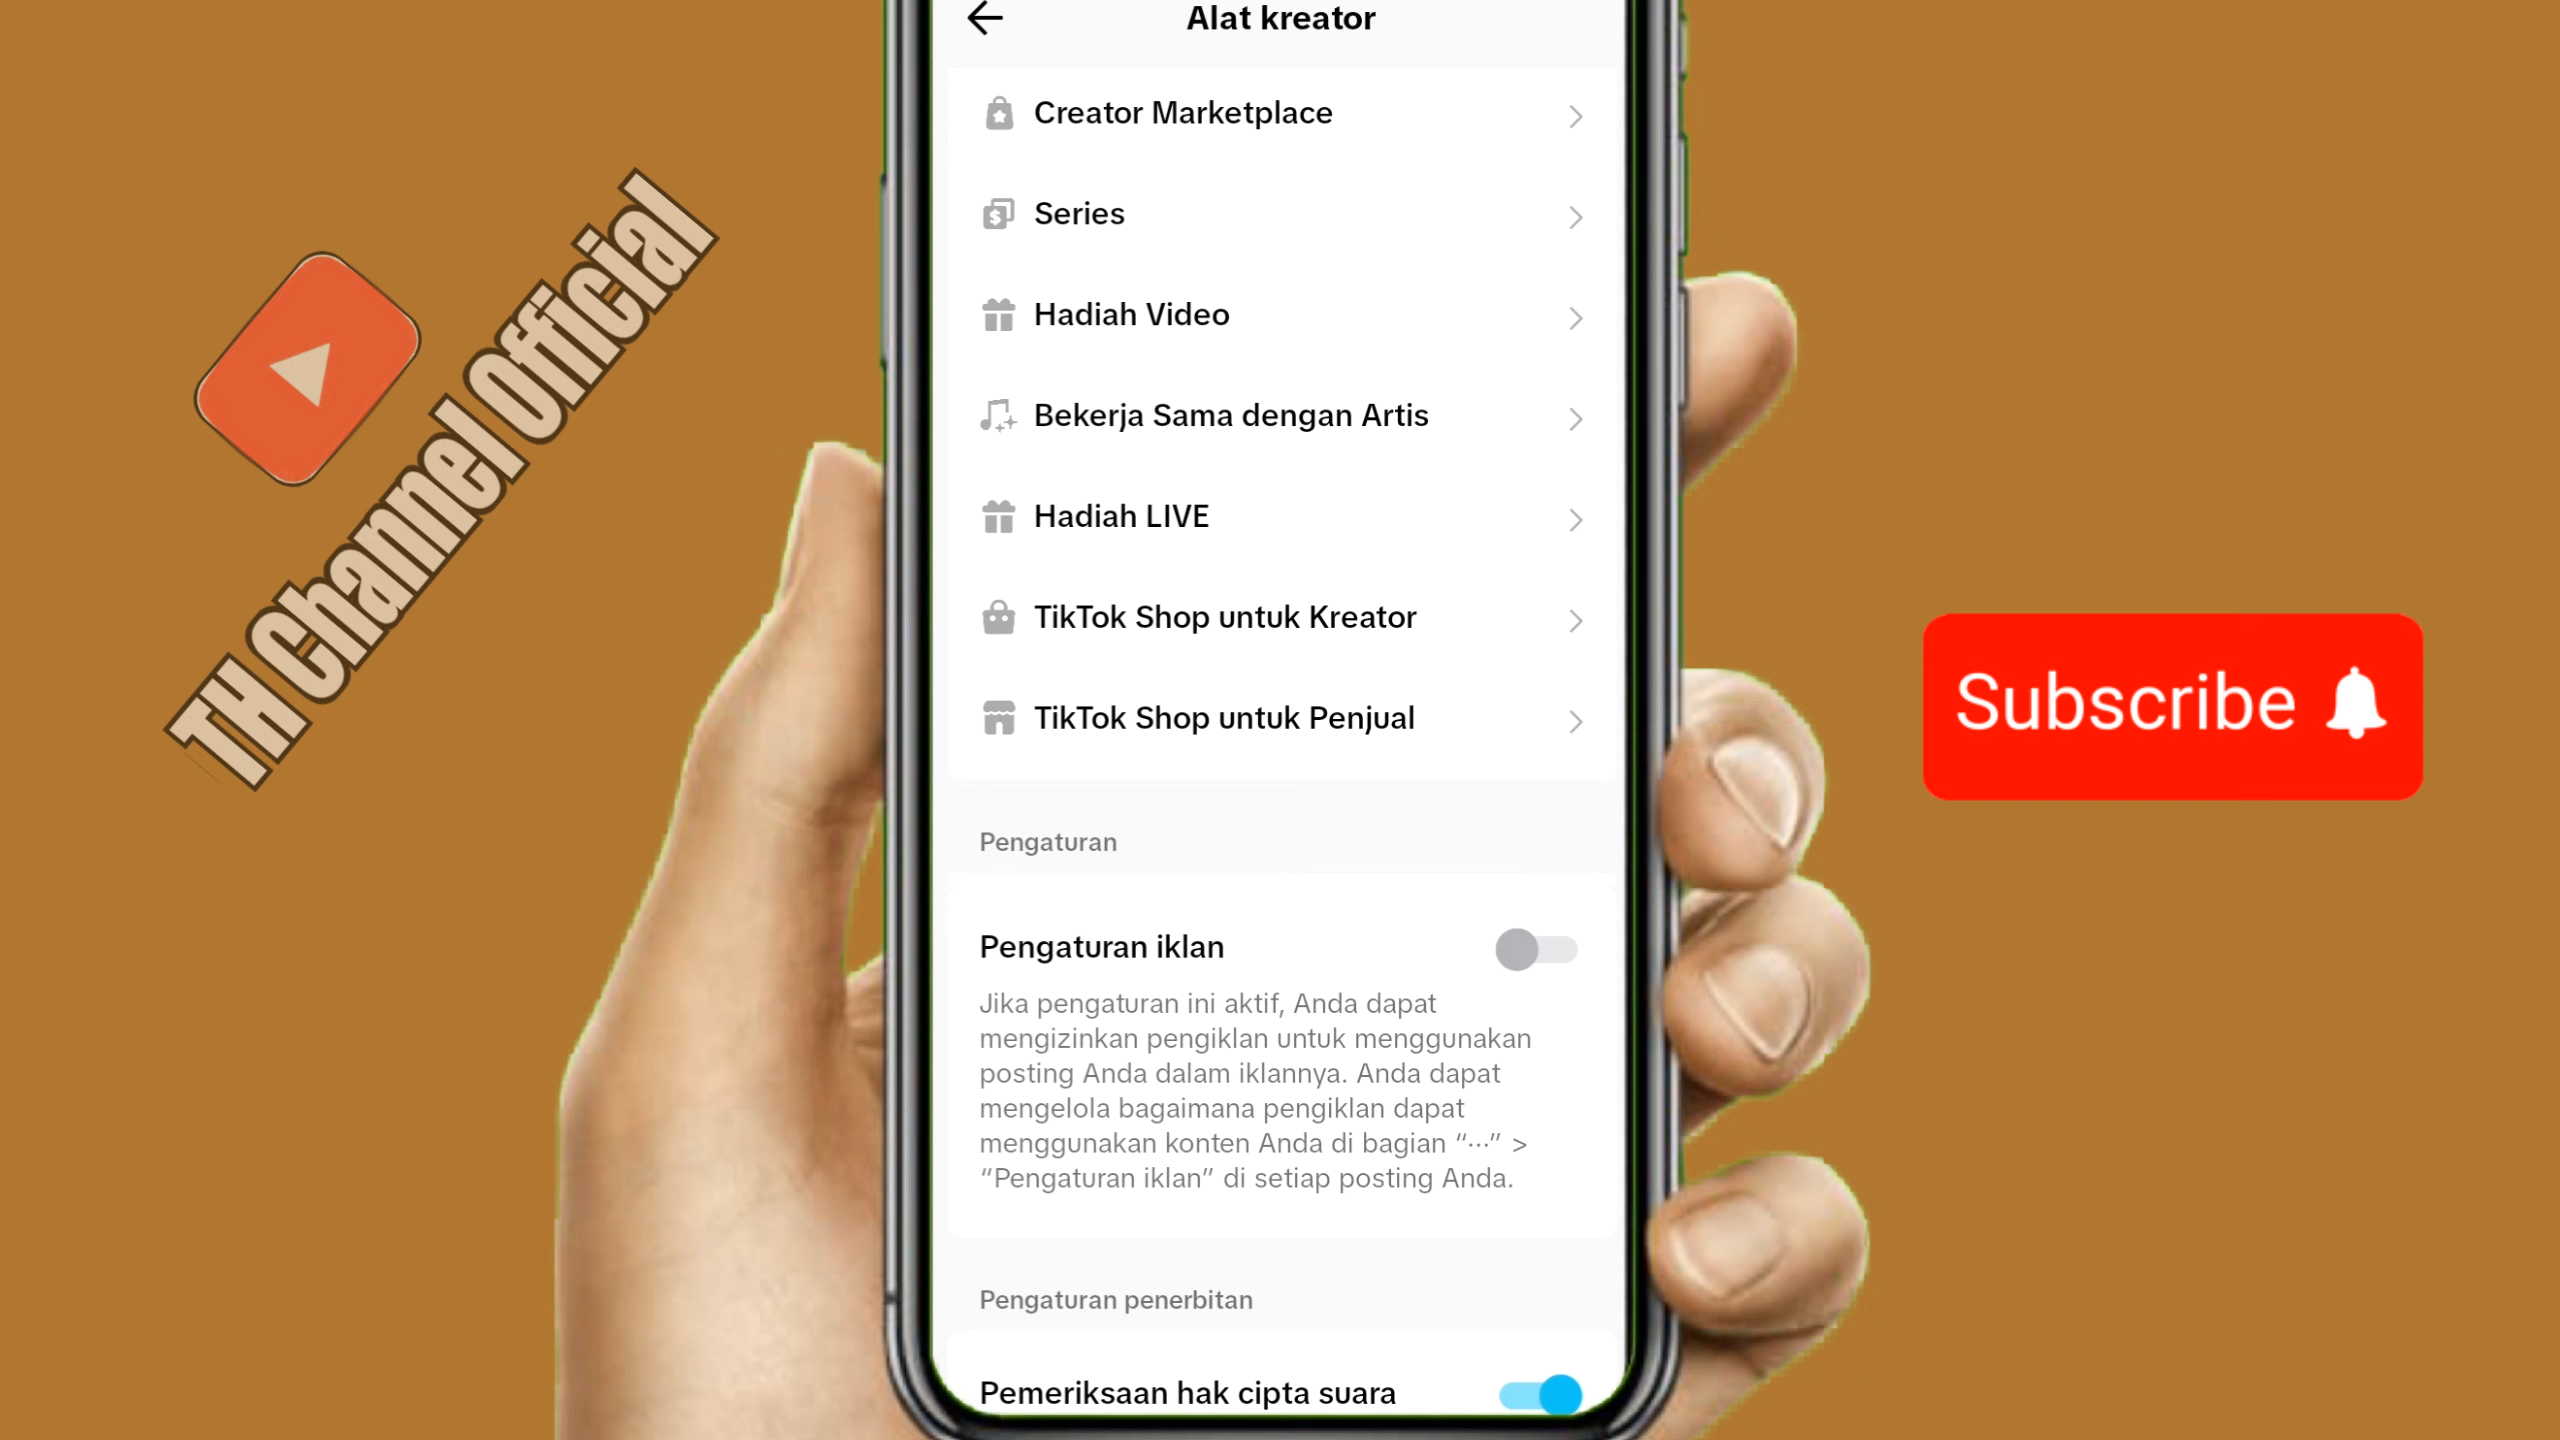 Alat kreator
Creator Marketplace
Series
Hadiah Video
Bekerja Sama dengan Artis
Hadiah LIVE
TikTok Shop untuk Kreator
TikTok Shop untuk Penjual
Pengaturan
Pengaturan iklan
Jika pengaturan ini aktif, Anda dapat
mengizinkan pengiklan untuk menggunakan
posting Anda dalam iklannya. Anda dapat
mengelola bagaimana pengiklan dapat
menggunakan konten Anda di bagian “···” >
“Pengaturan iklan” di setiap posting Anda.
Pengaturan penerbitan
Pemeriksaan hak cipta suara
TH Channel Official
Subscribe